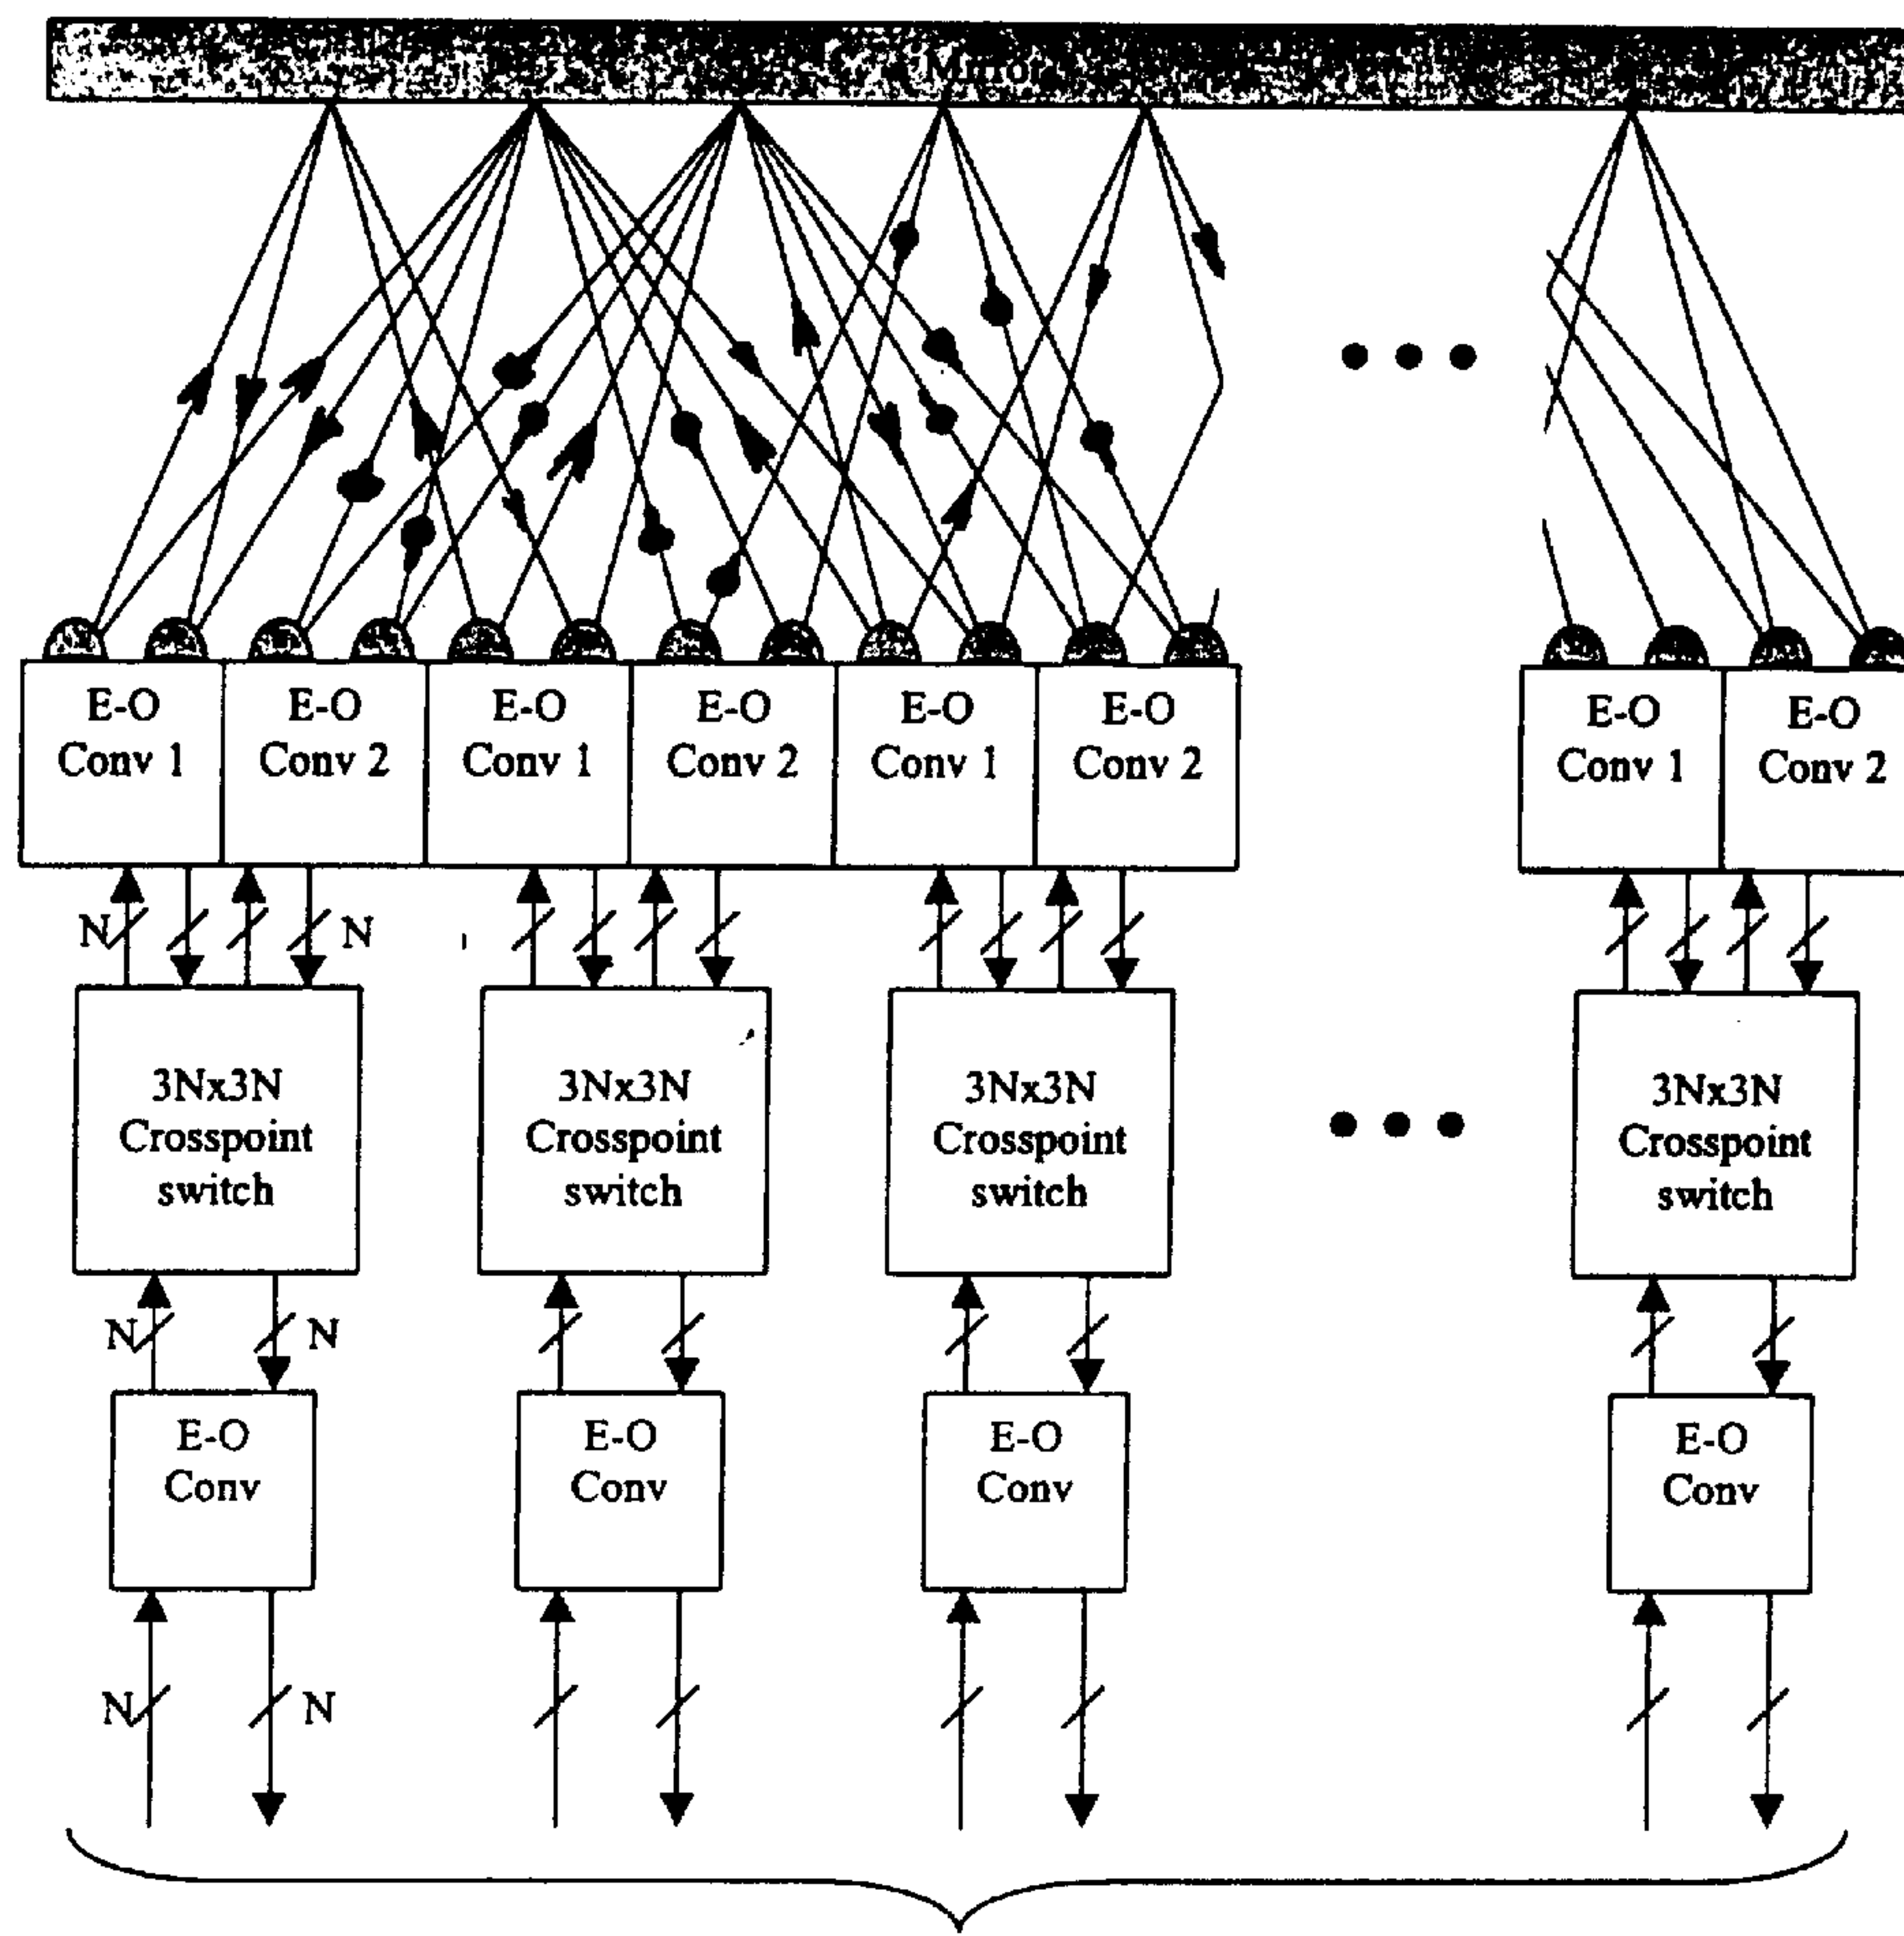 Mirror
E-O
Conv 1
E-O
Conv 2
E-O
Conv 1
E-O
Conv 2
E-O
Conv 1
E-O
Conv 2
E-O
Conv 1
E-O
Conv 2
N
N
3Nx3N
Crosspoint
switch
3Nx3N
Crosspoint
switch
3Nx3N
Crosspoint
switch
3Nx3N
Crosspoint
switch
N
N
E-O
Conv
E-O
Conv
E-O
Conv
E-O
Conv
N
N